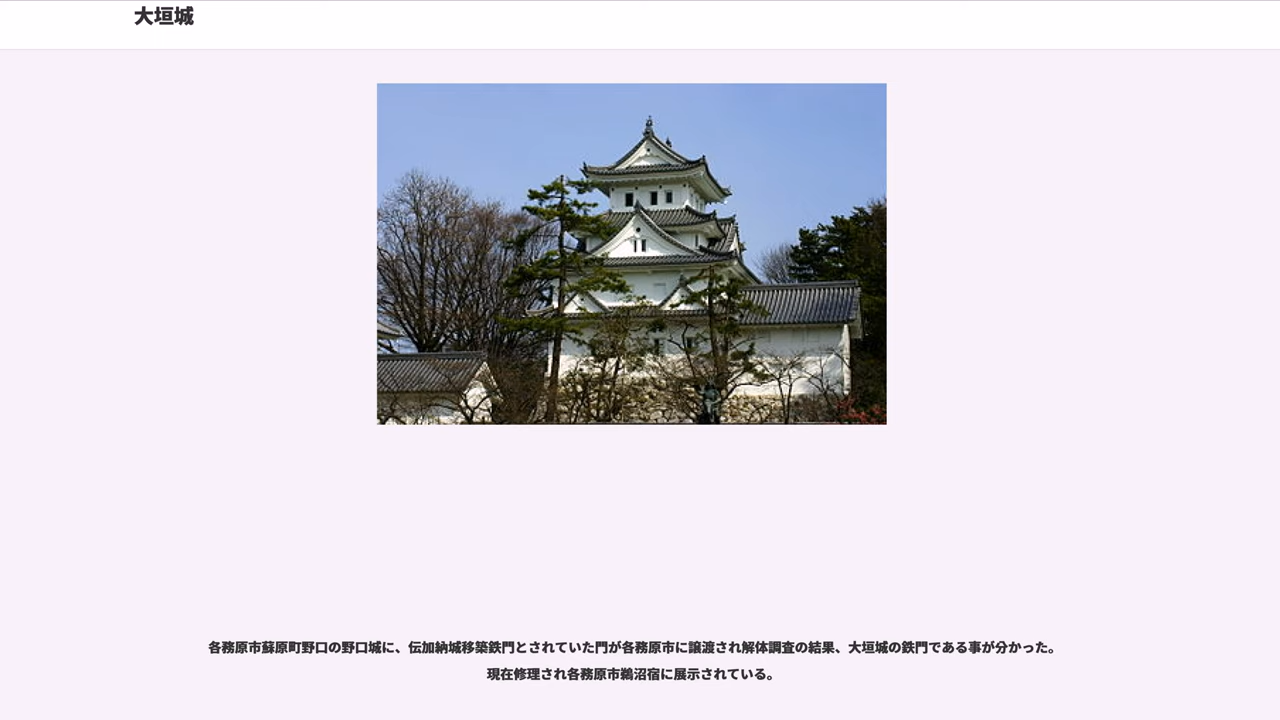 大垣城
各務原市蘇原町野口の野口城に、伝加納城移築鉄門とされていた門が各務原市に譲渡され解体調査の結果、大垣城の鉄門である事が分かった。
現在修理され各務原市鵜沼宿に展示されている。